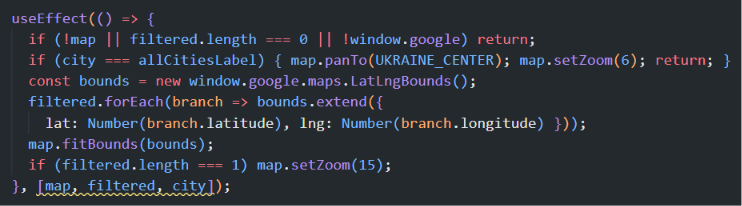 useEffect(() => {
if (!map || filtered.length === 0 || !window.google) return;
if (city === allCitiesLabel) { map.panTo(UKRAINE_CENTER); map.setZoom(6); return; }
const bounds = new window.google.maps.LatLngBounds();
filtered.forEach(branch => bounds.extend({
lat: Number(branch.latitude), lng: Number(branch.longitude) }));
map.fitBounds(bounds);
if (filtered.length === 1) map.setZoom(15);
}, [map, filtered, city]);